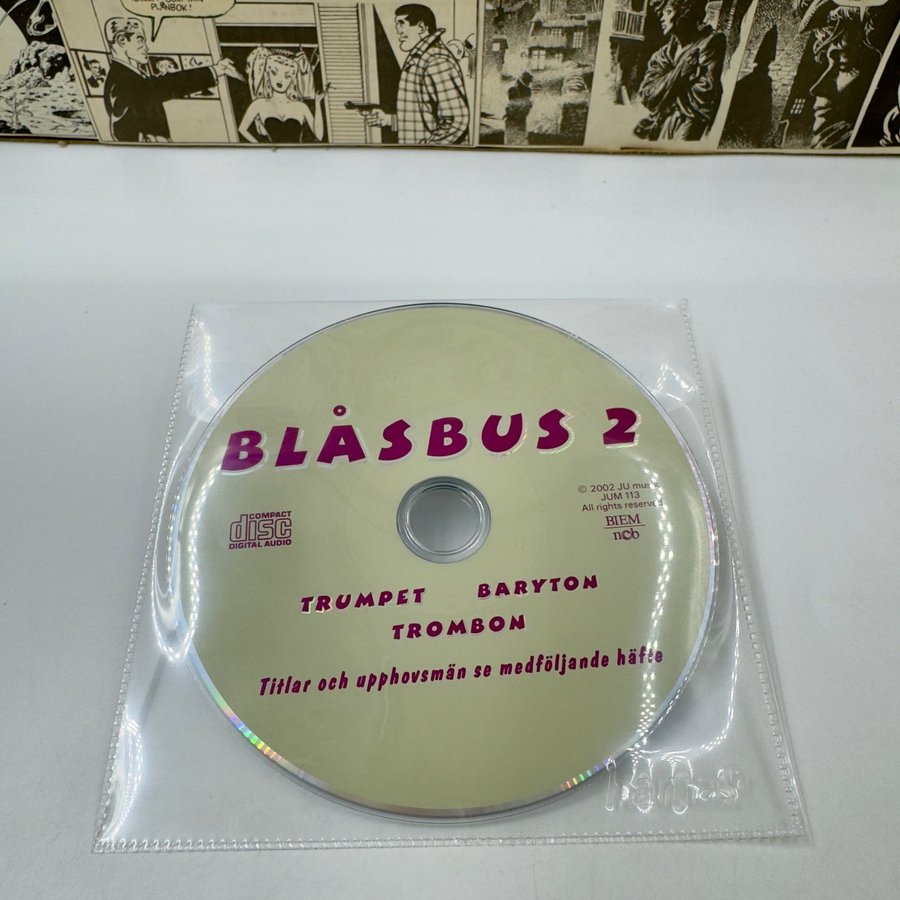 PLÅNBOK!
BLÅSBUS 2
COMPACT
disc
DIGITAL AUDIO
© 2002 JU
JUM 113
All rights reserved
BIEM
ncb
TRUMPET BARYTON
TROMBON
Titlar och upphovsmän se medföljande häfte